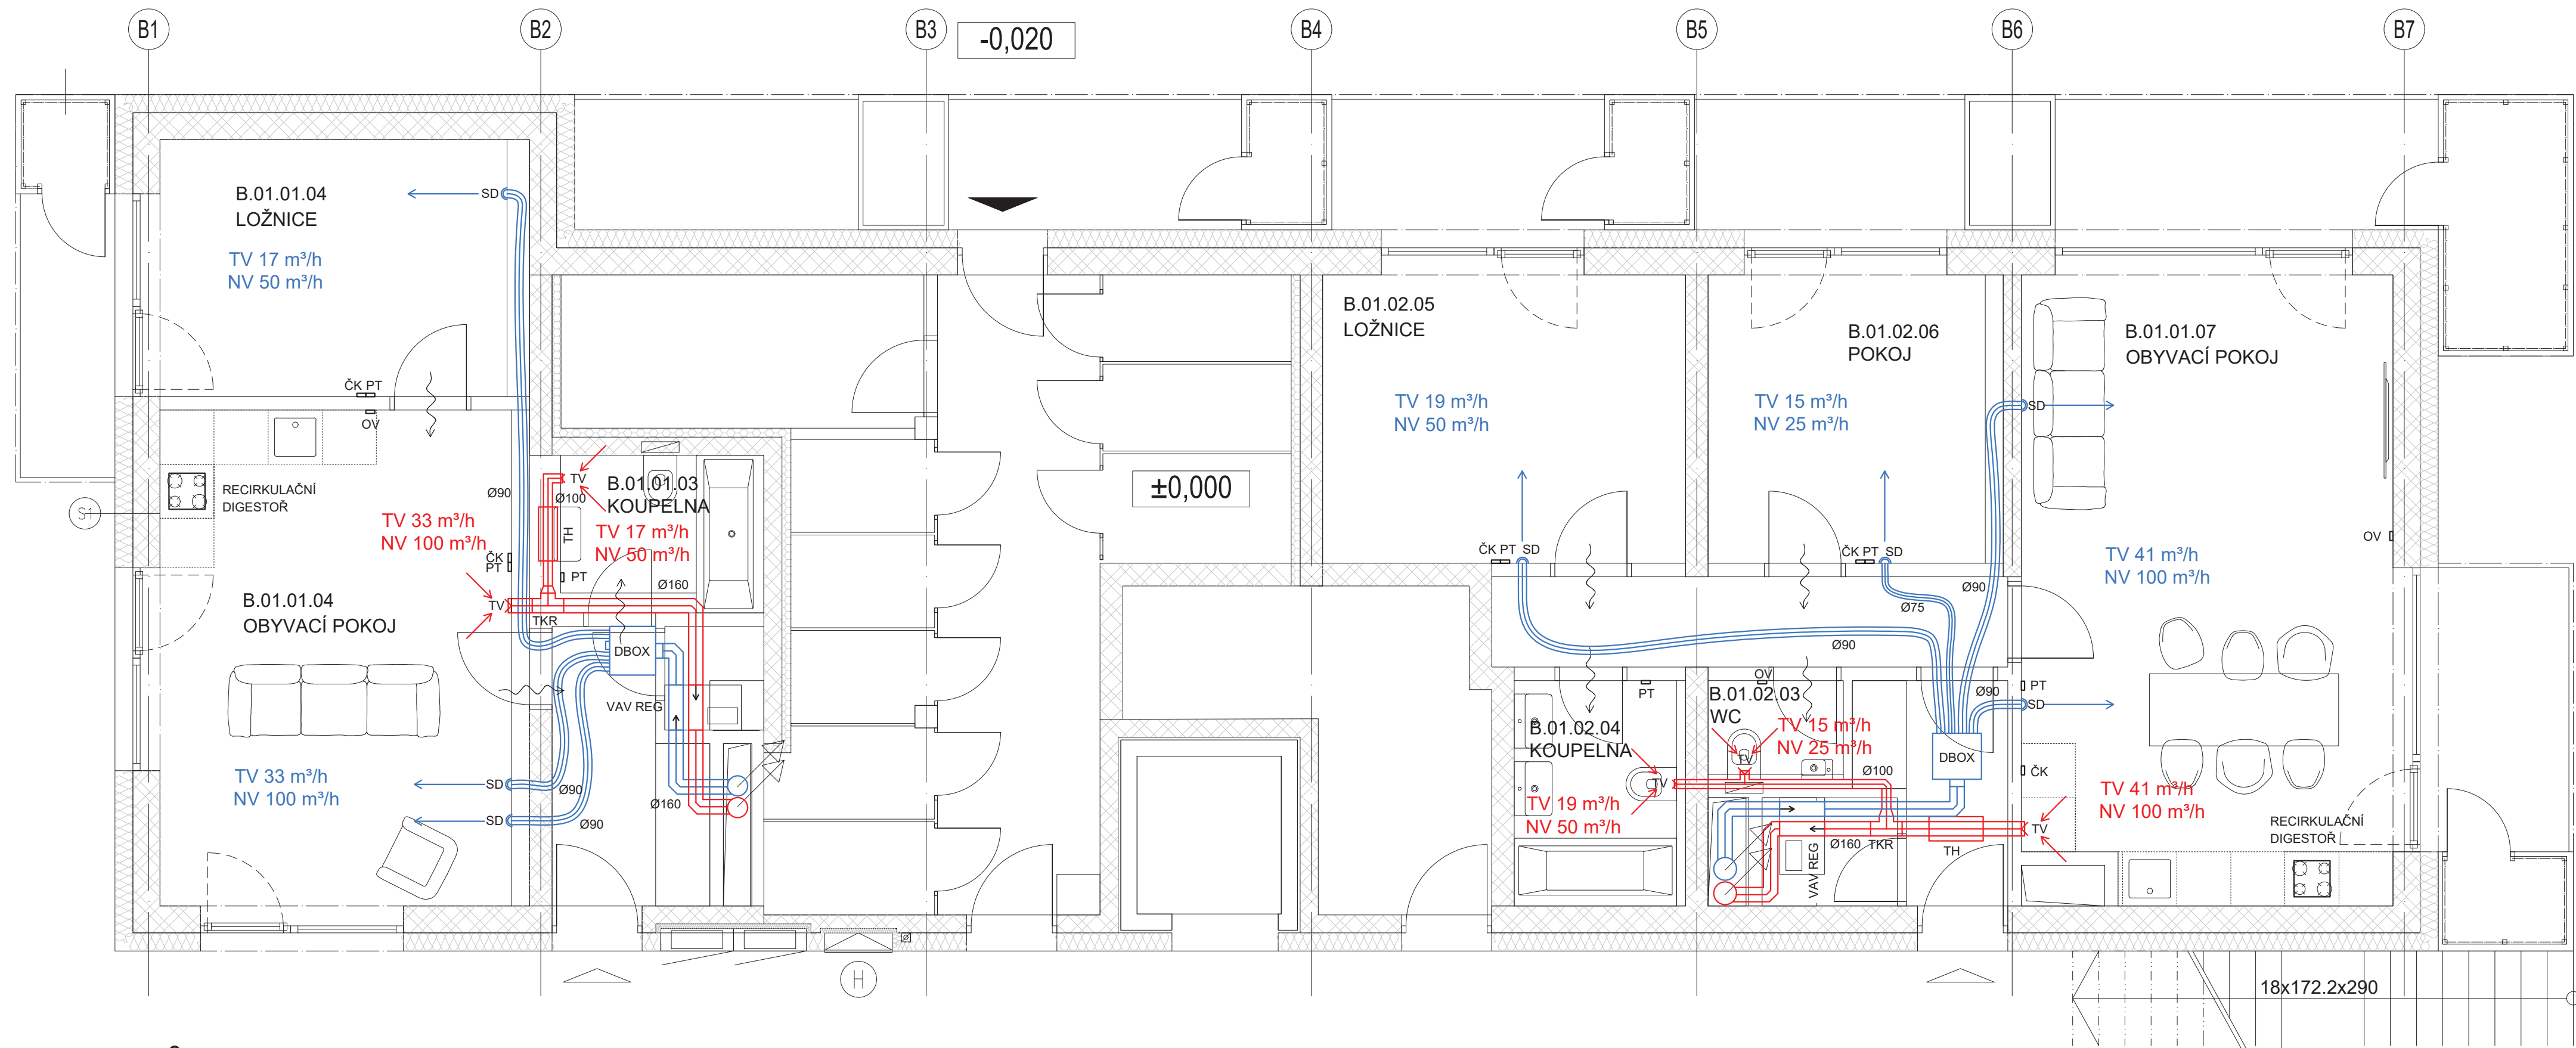 B1
B2
B3
-0,020
B4
B5
B6
B7
B.01.01.04
LOŽNICE
TV 17 m³/h
NV 50 m³/h
SD
ČK PT
OV
RECIRKULAČNÍ
DIGESTOŘ
S1
Ø90
TV 33 m³/h
NV 100 m³/h
ČK
PT
TV
B.01.01.04
OBYVACÍ POKOJ
TV 33 m³/h
NV 100 m³/h
SD
SD
Ø90
Ø90
TV
Ø100
B.01.01.03
KOUPELNA
TV 17 m³/h
NV 50 m³/h
TH
PT
Ø160
TKR
DBOX
VAV REG
Ø160
H
±0,000
B.01.02.05
LOŽNICE
TV 19 m³/h
NV 50 m³/h
ČK PT SD
B.01.02.06
POKOJ
TV 15 m³/h
NV 25 m³/h
ČK PT SD
Ø75
Ø90
Ø90
B.01.01.07
OBYVACÍ POKOJ
SD
OV
TV 41 m³/h
NV 100 m³/h
PT
Ø90
SD
ČK
DBOX
PT
B.01.02.04
KOUPELNA
TV
TV 19 m³/h
NV 50 m³/h
OV
B.01.02.03
WC
TV 15 m³/h
NV 25 m³/h
TV
Ø100
Ø160
TKR
VAV REG
TH
TV 41 m³/h
NV 100 m³/h
TV
RECIRKULAČNÍ
DIGESTOŘ
18x172.2x290